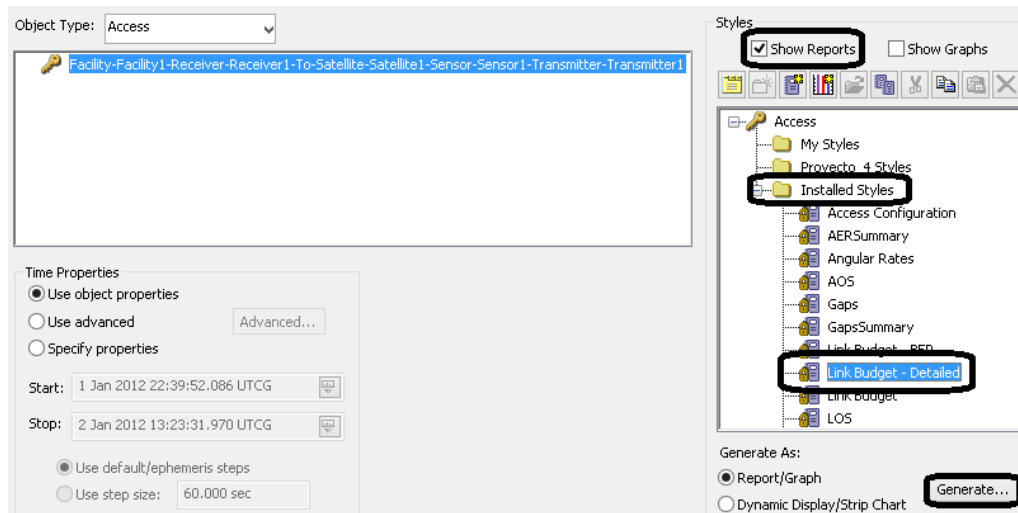 Object Type: Access
Facility-Facility1-Receiver-Receiver1-To-Satellite-Satellite1-Sensor-Sensor1-Transmitter-Transmitter1
Time Properties
Use object properties
Use advanced
Advanced...
Specify properties
Start: 1 Jan 2012 22:39:52.086 UTCG
Stop: 2 Jan 2012 13:23:31.970 UTCG
Use default/ephemeris steps
Use step size: 60.000 sec
Styles
Show Reports
Show Graphs
Access
My Styles
Proyecto_4 Styles
Installed Styles
Access Configuration
AERSummary
Angular Rates
AOS
Gaps
GapsSummary
Link Budget - BER
Link Budget - Detailed
Link Budget
LOS
Generate As:
Report/Graph
Generate...
Dynamic Display/Strip Chart